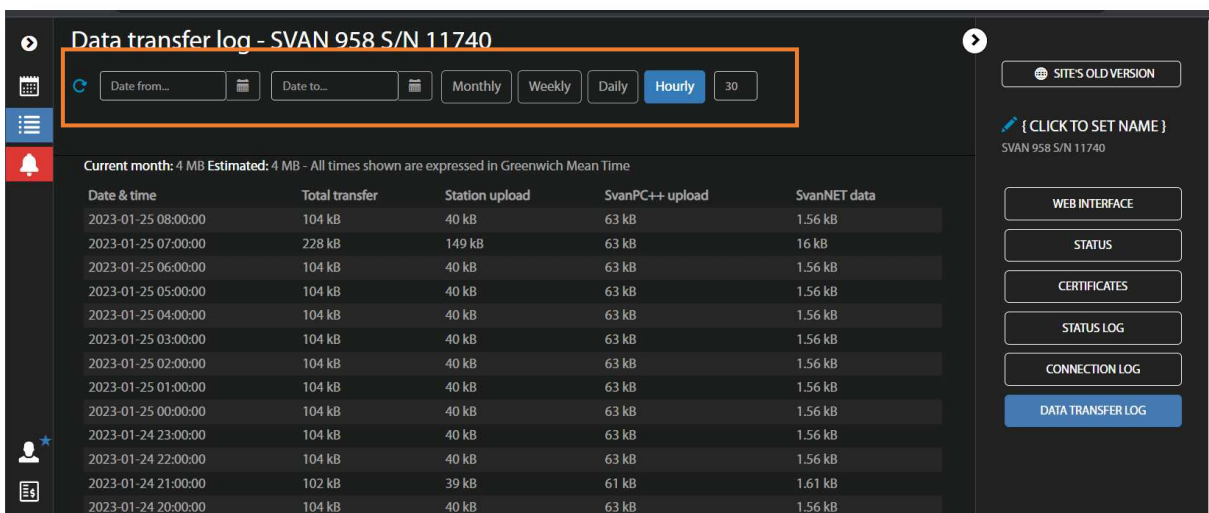 Data transfer log - SVAN 958 S/N 11740
Date from... Date to... Monthly Weekly Daily Hourly 30
Current month: 4 MB Estimated: 4 MB - All times shown are expressed in Greenwich Mean Time
Date & time Total transfer Station upload SvanPC++ upload SvanNET data
2023-01-25 08:00:00 104 kB 40 kB 63 kB 1.56 kB
2023-01-25 07:00:00 228 kB 149 kB 63 kB 16 kB
2023-01-25 06:00:00 104 kB 40 kB 63 kB 1.56 kB
2023-01-25 05:00:00 104 kB 40 kB 63 kB 1.56 kB
2023-01-25 04:00:00 104 kB 40 kB 63 kB 1.56 kB
2023-01-25 03:00:00 104 kB 40 kB 63 kB 1.56 kB
2023-01-25 02:00:00 104 kB 40 kB 63 kB 1.56 kB
2023-01-25 01:00:00 104 kB 40 kB 63 kB 1.56 kB
2023-01-25 00:00:00 104 kB 40 kB 63 kB 1.56 kB
2023-01-24 23:00:00 104 kB 40 kB 63 kB 1.56 kB
2023-01-24 22:00:00 104 kB 40 kB 63 kB 1.56 kB
2023-01-24 21:00:00 102 kB 39 kB 61 kB 1.61 kB
2023-01-24 20:00:00 104 kB 40 kB 63 kB 1.56 kB
SITE'S OLD VERSION
{ CLICK TO SET NAME }
SVAN 958 S/N 11740
WEB INTERFACE
STATUS
CERTIFICATES
STATUS LOG
CONNECTION LOG
DATA TRANSFER LOG